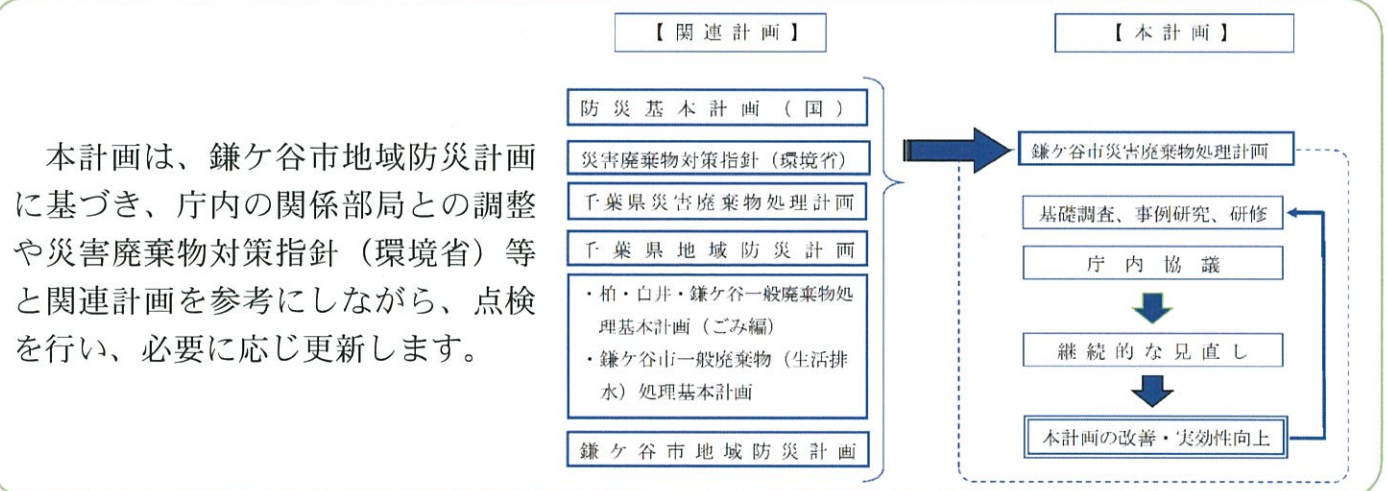 本計画は、鎌ケ谷市地域防災計画
に基づき、庁内の関係部局との調整
や災害廃棄物対策指針（環境省）等
と関連計画を参考にしながら、点検
を行い、必要に応じ更新します。
【関連計画】
防災基本計画（国）
災害廃棄物対策指針（環境省）
千葉県災害廃棄物処理計画
千葉県地域防災計画
・柏・白井・鎌ケ谷一般廃棄物処
理基本計画（ごみ編）
・鎌ケ谷市一般廃棄物（生活排
水）処理基本計画
鎌ケ谷市地域防災計画
【本計画】
鎌ケ谷市災害廃棄物処理計画
基礎調査、事例研究、研修
庁内協議
継続的な見直し
本計画の改善・実効性向上